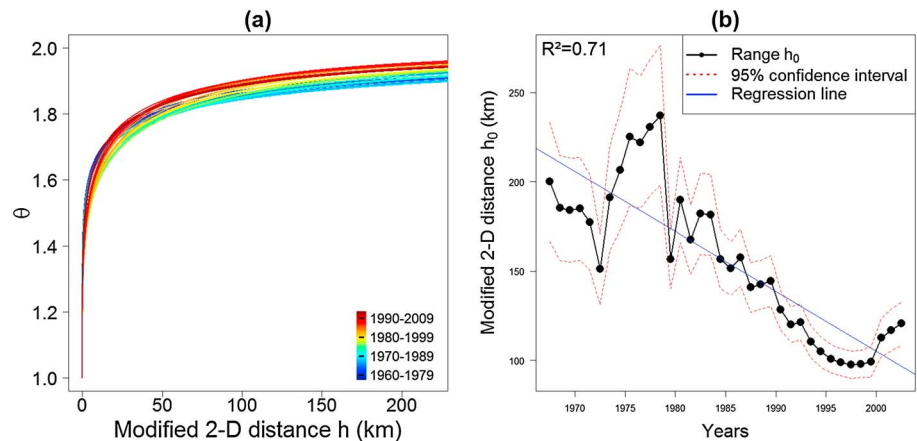 (a)
2.0
1.8
1.6
1.4
1.2
1.0
θ
0
50
100
150
200
Modified 2-D distance h (km)
1990-2009
1980-1999
1970-1989
1960-1979
(b)
R²=0.71
Range h₀
95% confidence interval
Regression line
250
200
150
100
Modified 2-D distance h₀ (km)
1970
1975
1980
1985
1990
1995
2000
Years